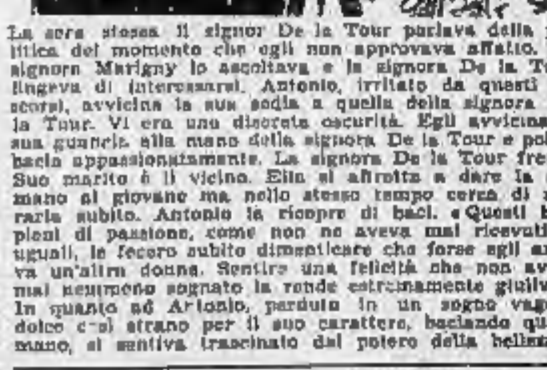 La sera stessa il signor De la Tour parlava della
litica del momento che egli non approvava affatto.
signora Marigny lo ascoltava e la signora De la T
fingeva di interessarsi. Antonio, irritato da questi
scorsi, avvicina la sua sedia a quella della signora
la Tour. Vi era una discreta oscurità. Egli avvicina
sua guancia alla mano della signora De la Tour e poi
bacia appassionatamente. La signora De la Tour fre
Suo marito è lì vicino. Ella si affretta a dare la
mano al giovane ma nello stesso tempo cerca di
rarla subito. Antonio la ricopre di baci. «Questi
pieni di passione, come non ne aveva mai ricevuti
uguali, le fecero subito dimenticare che forse egli am
va un'altra donna. Sentire una felicità che non av
mai nemmeno sognato la rende estremamente giuliv
In quanto ad Antonio, perduto in un sogno vag
dolce così strano per il suo carattere, baciando qu
mano, si sentiva trascinato dal potere della bellez